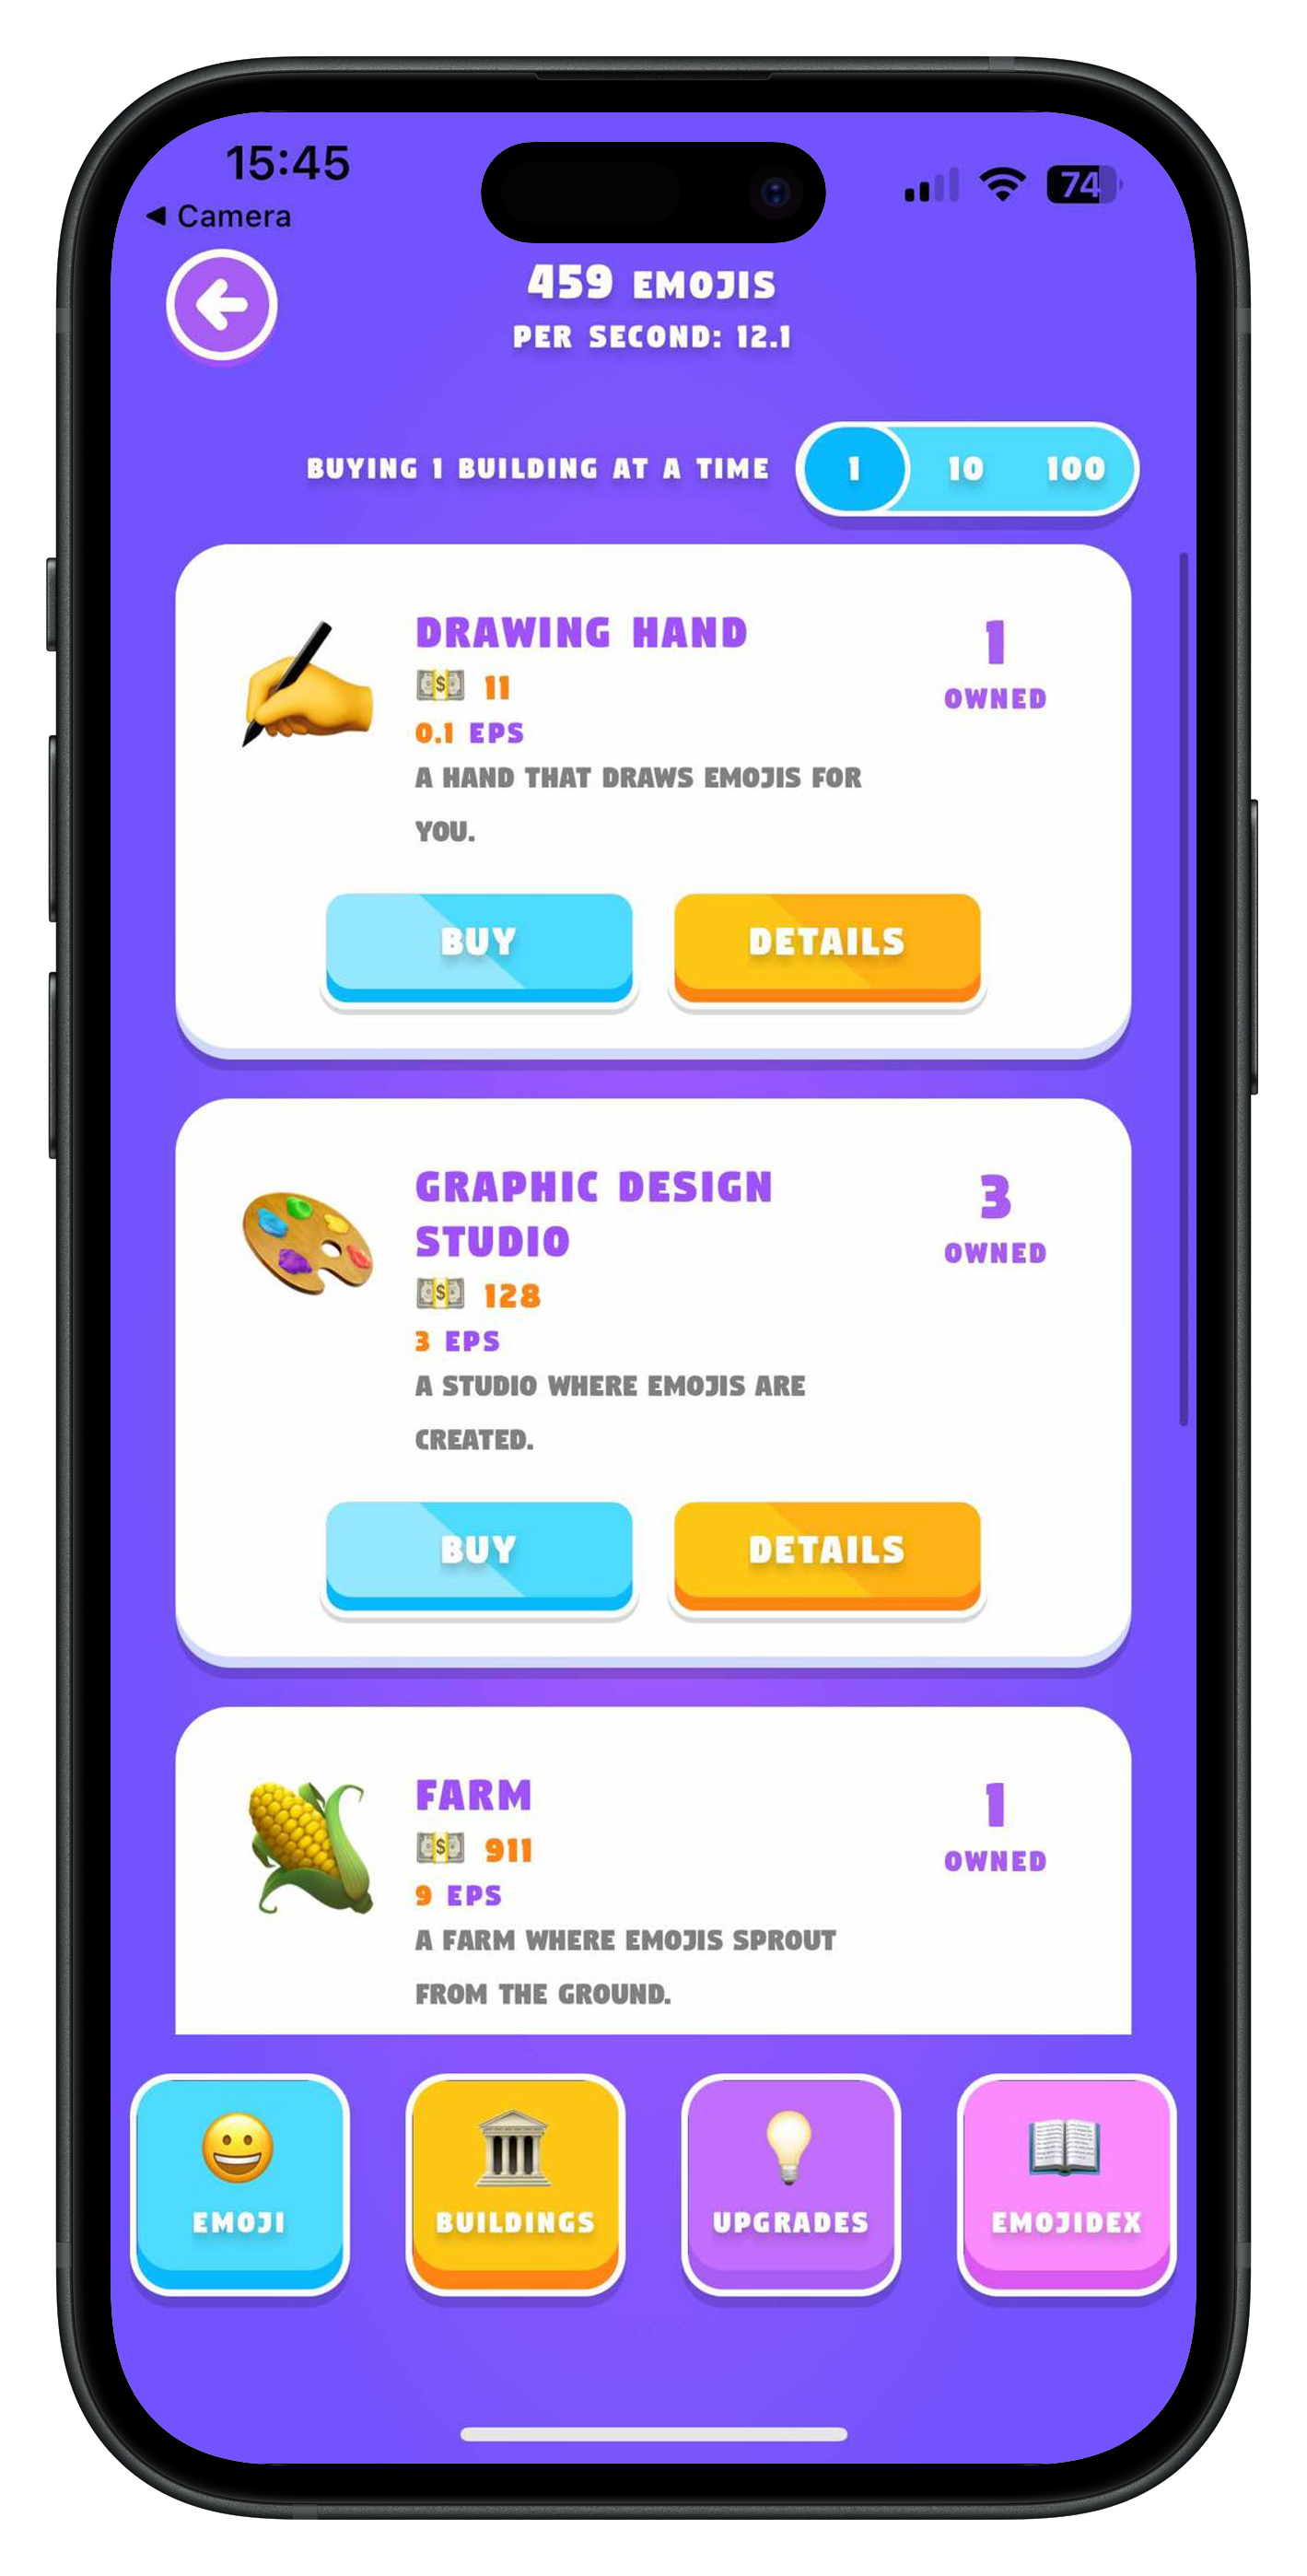 15:45
74
◀ Camera
459 EMOJIS
PER SECOND: 12.1
BUYING 1 BUILDING AT A TIME
1 10 100
DRAWING HAND
11
0.1 EPS
A HAND THAT DRAWS EMOJIS FOR
YOU.
1
OWNED
BUY
DETAILS
GRAPHIC DESIGN
STUDIO
128
3 EPS
A STUDIO WHERE EMOJIS ARE
CREATED.
3
OWNED
BUY
DETAILS
FARM
911
9 EPS
A FARM WHERE EMOJIS SPROUT
FROM THE GROUND.
1
OWNED
EMOJI
BUILDINGS
UPGRADES
EMOJIDEX